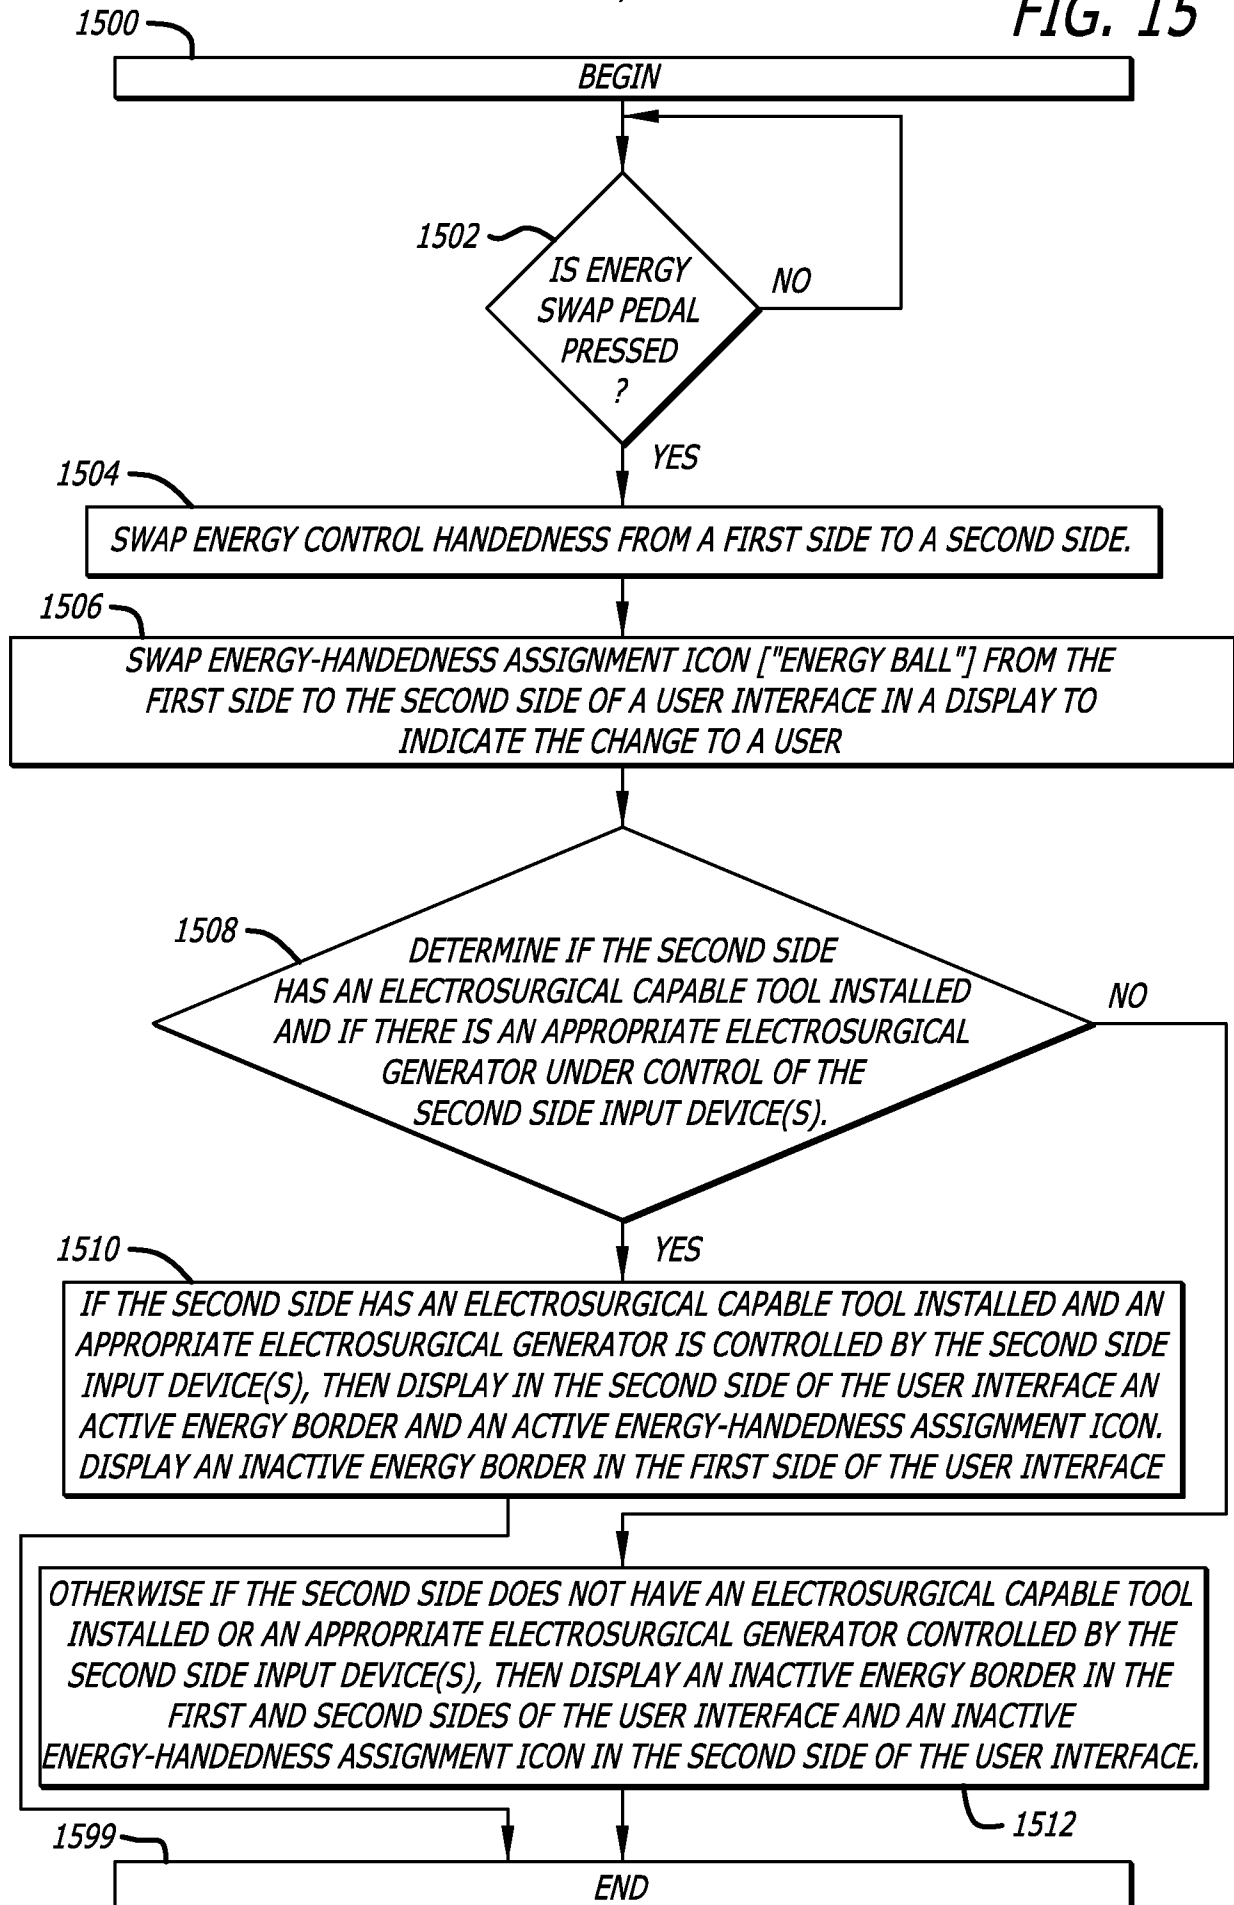 FIG. 15
1500
BEGIN
1502
IS ENERGY
SWAP PEDAL
PRESSED
?
NO
YES
1504
SWAP ENERGY CONTROL HANDEDNESS FROM A FIRST SIDE TO A SECOND SIDE.
1506
SWAP ENERGY-HANDEDNESS ASSIGNMENT ICON ["ENERGY BALL"] FROM THE
FIRST SIDE TO THE SECOND SIDE OF A USER INTERFACE IN A DISPLAY TO
INDICATE THE CHANGE TO A USER
1508
DETERMINE IF THE SECOND SIDE
HAS AN ELECTROSURGICAL CAPABLE TOOL INSTALLED
AND IF THERE IS AN APPROPRIATE ELECTROSURGICAL
GENERATOR UNDER CONTROL OF THE
SECOND SIDE INPUT DEVICE(S).
NO
YES
1510
IF THE SECOND SIDE HAS AN ELECTROSURGICAL CAPABLE TOOL INSTALLED AND AN
APPROPRIATE ELECTROSURGICAL GENERATOR IS CONTROLLED BY THE SECOND SIDE
INPUT DEVICE(S), THEN DISPLAY IN THE SECOND SIDE OF THE USER INTERFACE AN
ACTIVE ENERGY BORDER AND AN ACTIVE ENERGY-HANDEDNESS ASSIGNMENT ICON.
DISPLAY AN INACTIVE ENERGY BORDER IN THE FIRST SIDE OF THE USER INTERFACE
OTHERWISE IF THE SECOND SIDE DOES NOT HAVE AN ELECTROSURGICAL CAPABLE TOOL
INSTALLED OR AN APPROPRIATE ELECTROSURGICAL GENERATOR CONTROLLED BY THE
SECOND SIDE INPUT DEVICE(S), THEN DISPLAY AN INACTIVE ENERGY BORDER IN THE
FIRST AND SECOND SIDES OF THE USER INTERFACE AND AN INACTIVE
ENERGY-HANDEDNESS ASSIGNMENT ICON IN THE SECOND SIDE OF THE USER INTERFACE.
1512
1599
END